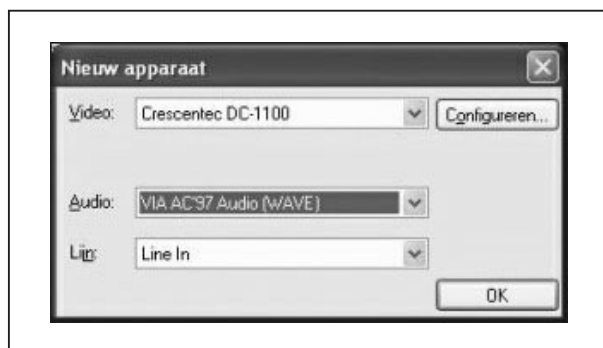 Nieuw apparaat
Video: Crescentec DC-1100 Configureren...
Audio: VIA AC'97 Audio (WAVE)
Lijn: Line In
OK